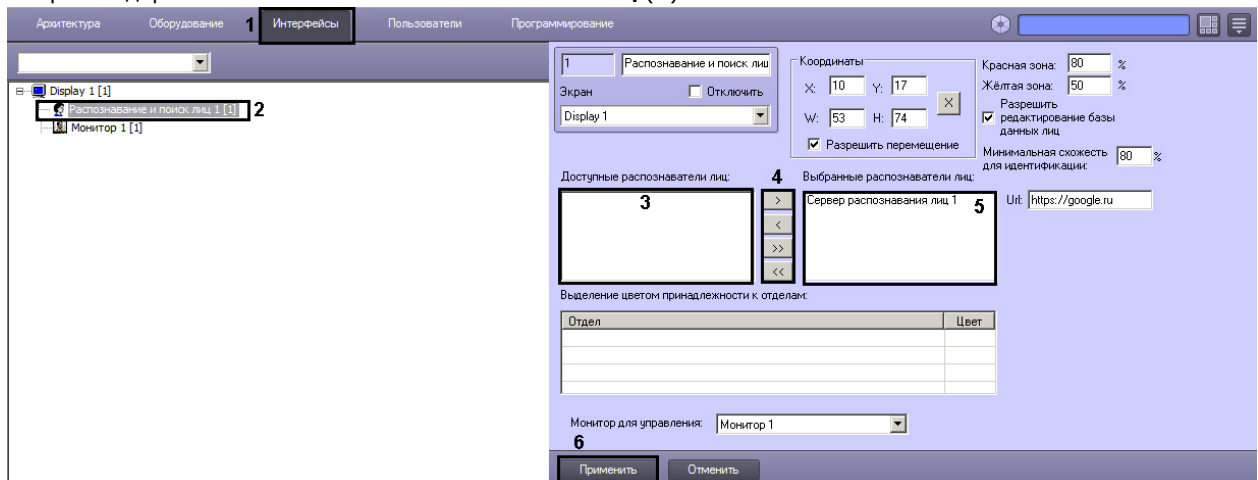 Архитектура Оборудование 1 Интерфейсы Пользователи Программирование
Display 1 [1]
Распознавание и поиск лиц 1 [1] 2
Монитор 1 [1]
1 Распознавание и поиск лиц
Экран Отключить
Display 1
Координаты
X: 10 Y: 17 X
W: 53 H: 74
Разрешить перемещение
Красная зона: 80 %
Жёлтая зона: 50 %
Разрешить
редактирование базы
данных лиц
Минимальная схожесть
для идентификации: 80 %
Доступные распознаватели лиц: 4 Выбранные распознаватели лиц:
3 > Сервер распознавания лиц 1 5 Url: https://google.ru
<
>>
<<
Выделение цветом принадлежности к отделам:
Отдел Цвет
Монитор для управления: Монитор 1
6
Применить Отменить